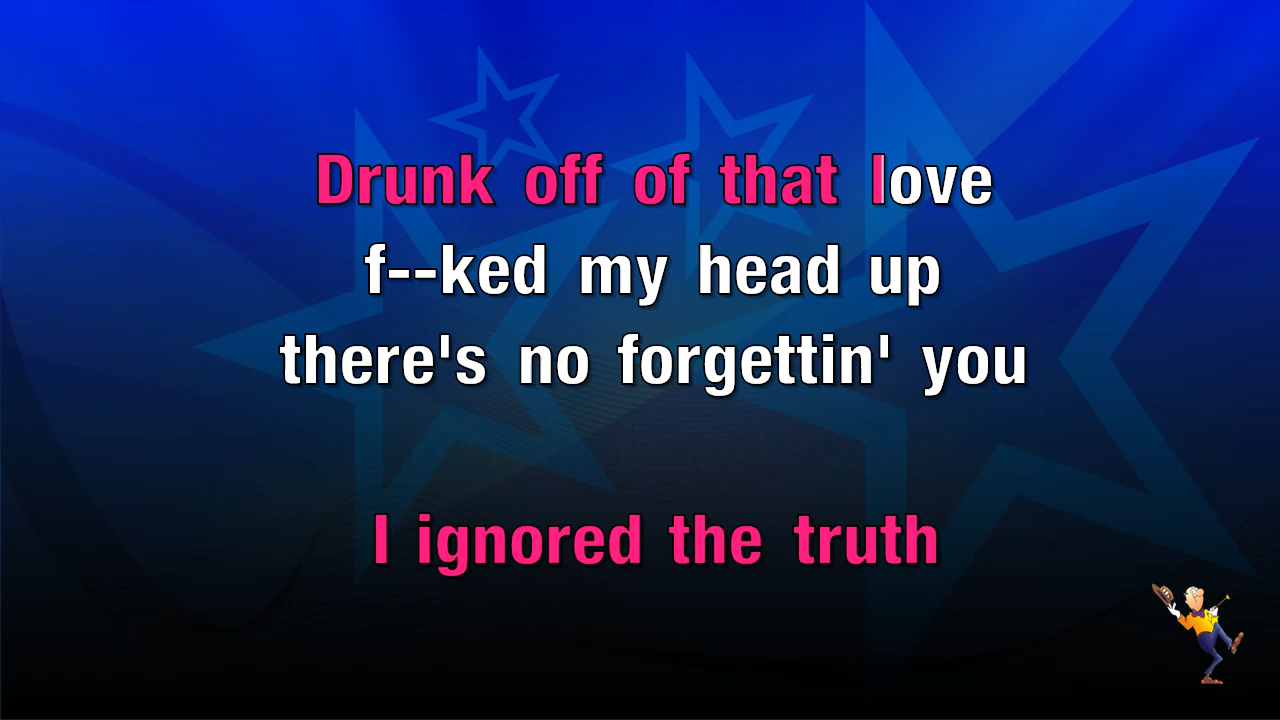 Drunk off of that love
f--ked my head up
there's no forgettin' you
I ignored the truth